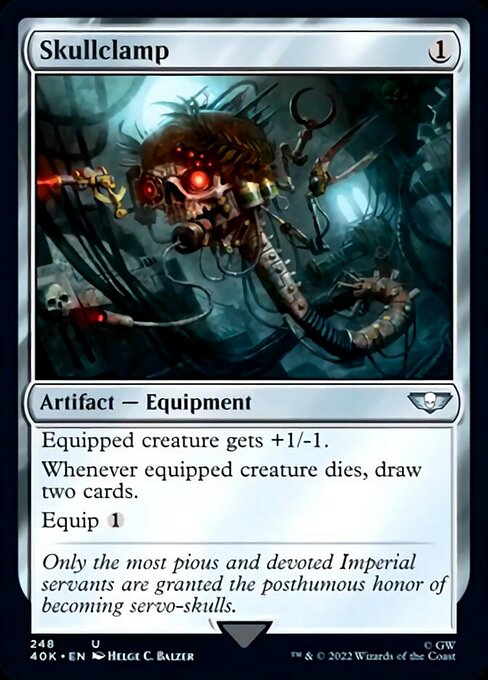 Skullclamp 1
Artifact — Equipment
Equipped creature gets +1/-1.
Whenever equipped creature dies, draw
two cards.
Equip 1
Only the most pious and devoted Imperial
servants are granted the posthumous honor of
becoming servo-skulls.
248 U © GW
40K • EN HELGE C. BALZER ™ & © 2022 Wizards of the Coast